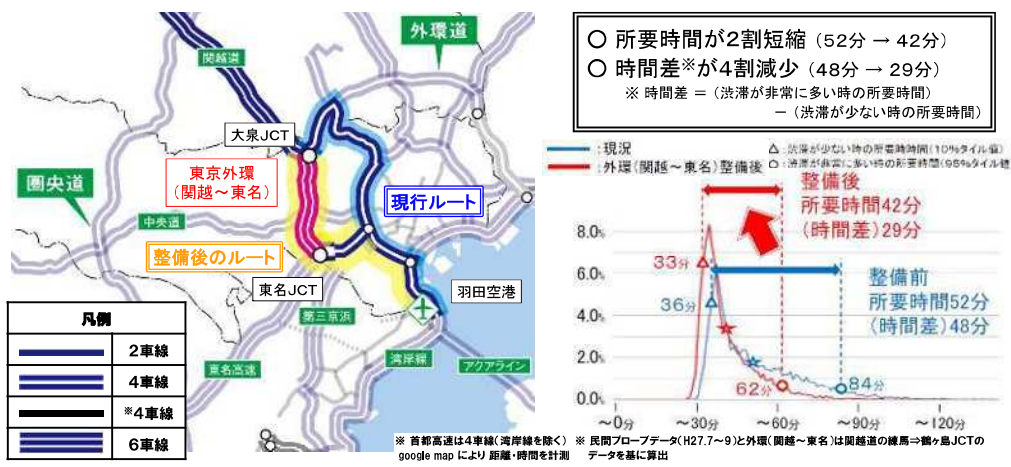 外環道
関越道
大泉JCT
東京外環
(関越～東名)
圏央道
現行ルート
中央道
整備後のルート
東名JCT
羽田空港
第三京浜
湾岸線
アクアライン
東名高速
凡例
2車線
4車線
※4車線
6車線
○ 所要時間が2割短縮（52分 → 42分）
○ 時間差※が4割減少（48分 → 29分）
※ 時間差 ＝（渋滞が非常に多い時の所要時間）
－（渋滞が少ない時の所要時間）
：現況
：外環（関越～東名）整備後
△：渋滞が少ない時の所要時時間（10%タイル値）
○：渋滞が非常に多い時の所要時間（95%タイル値
整備後
所要時間42分
（時間差）29分
整備前
所要時間52分
（時間差）48分
8.0%
6.0%
4.0%
2.0%
0.0%
33分
36分
62分
84分
～0分
～30分
～60分
～90分
～120分
※ 首都高速は4車線（湾岸線を除く）
google map により 距離・時間を計測
※ 民間プローブデータ（H27.7～9）と外環（関越～東名）は関越道の練馬⇒鶴ヶ島JCTの
データを基に算出